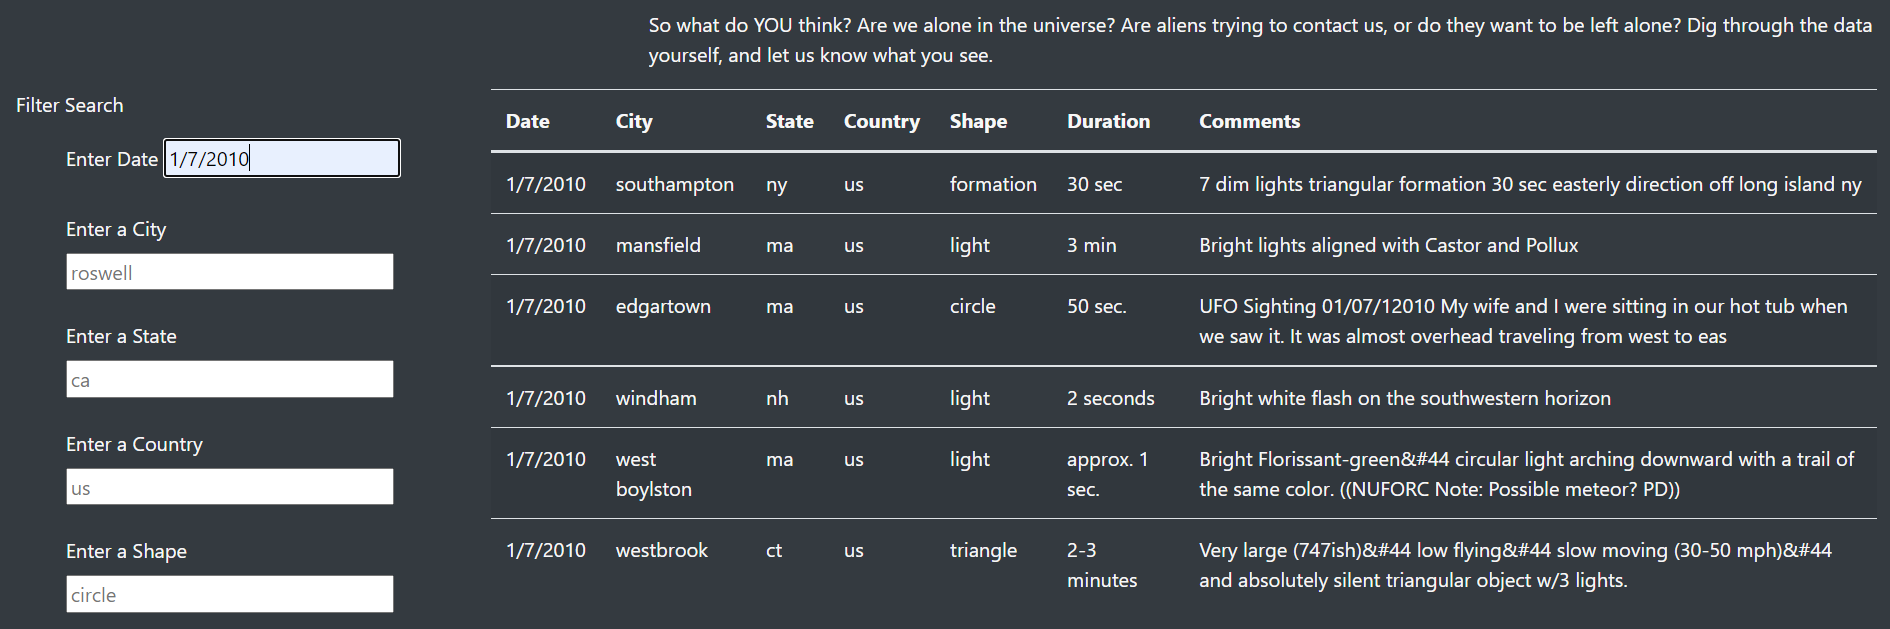 So what do YOU think? Are we alone in the universe? Are aliens trying to contact us, or do they want to be left alone? Dig through the data
yourself, and let us know what you see.
Filter Search
Enter Date 1/7/2010
Enter a City
roswell
Enter a State
ca
Enter a Country
us
Enter a Shape
circle
Date City State Country Shape Duration Comments
1/7/2010 southampton ny us formation 30 sec 7 dim lights triangular formation 30 sec easterly direction off long island ny
1/7/2010 mansfield ma us light 3 min Bright lights aligned with Castor and Pollux
1/7/2010 edgartown ma us circle 50 sec. UFO Sighting 01/07/12010 My wife and I were sitting in our hot tub when
we saw it. It was almost overhead traveling from west to eas
1/7/2010 windham nh us light 2 seconds Bright white flash on the southwestern horizon
1/7/2010 west ma us light approx. 1 Bright Florissant-green&#44 circular light arching downward with a trail of
boylston sec. the same color. ((NUFORC Note: Possible meteor? PD))
1/7/2010 westbrook ct us triangle 2-3 Very large (747ish)&#44 low flying&#44 slow moving (30-50 mph)&#44
minutes and absolutely silent triangular object w/3 lights.